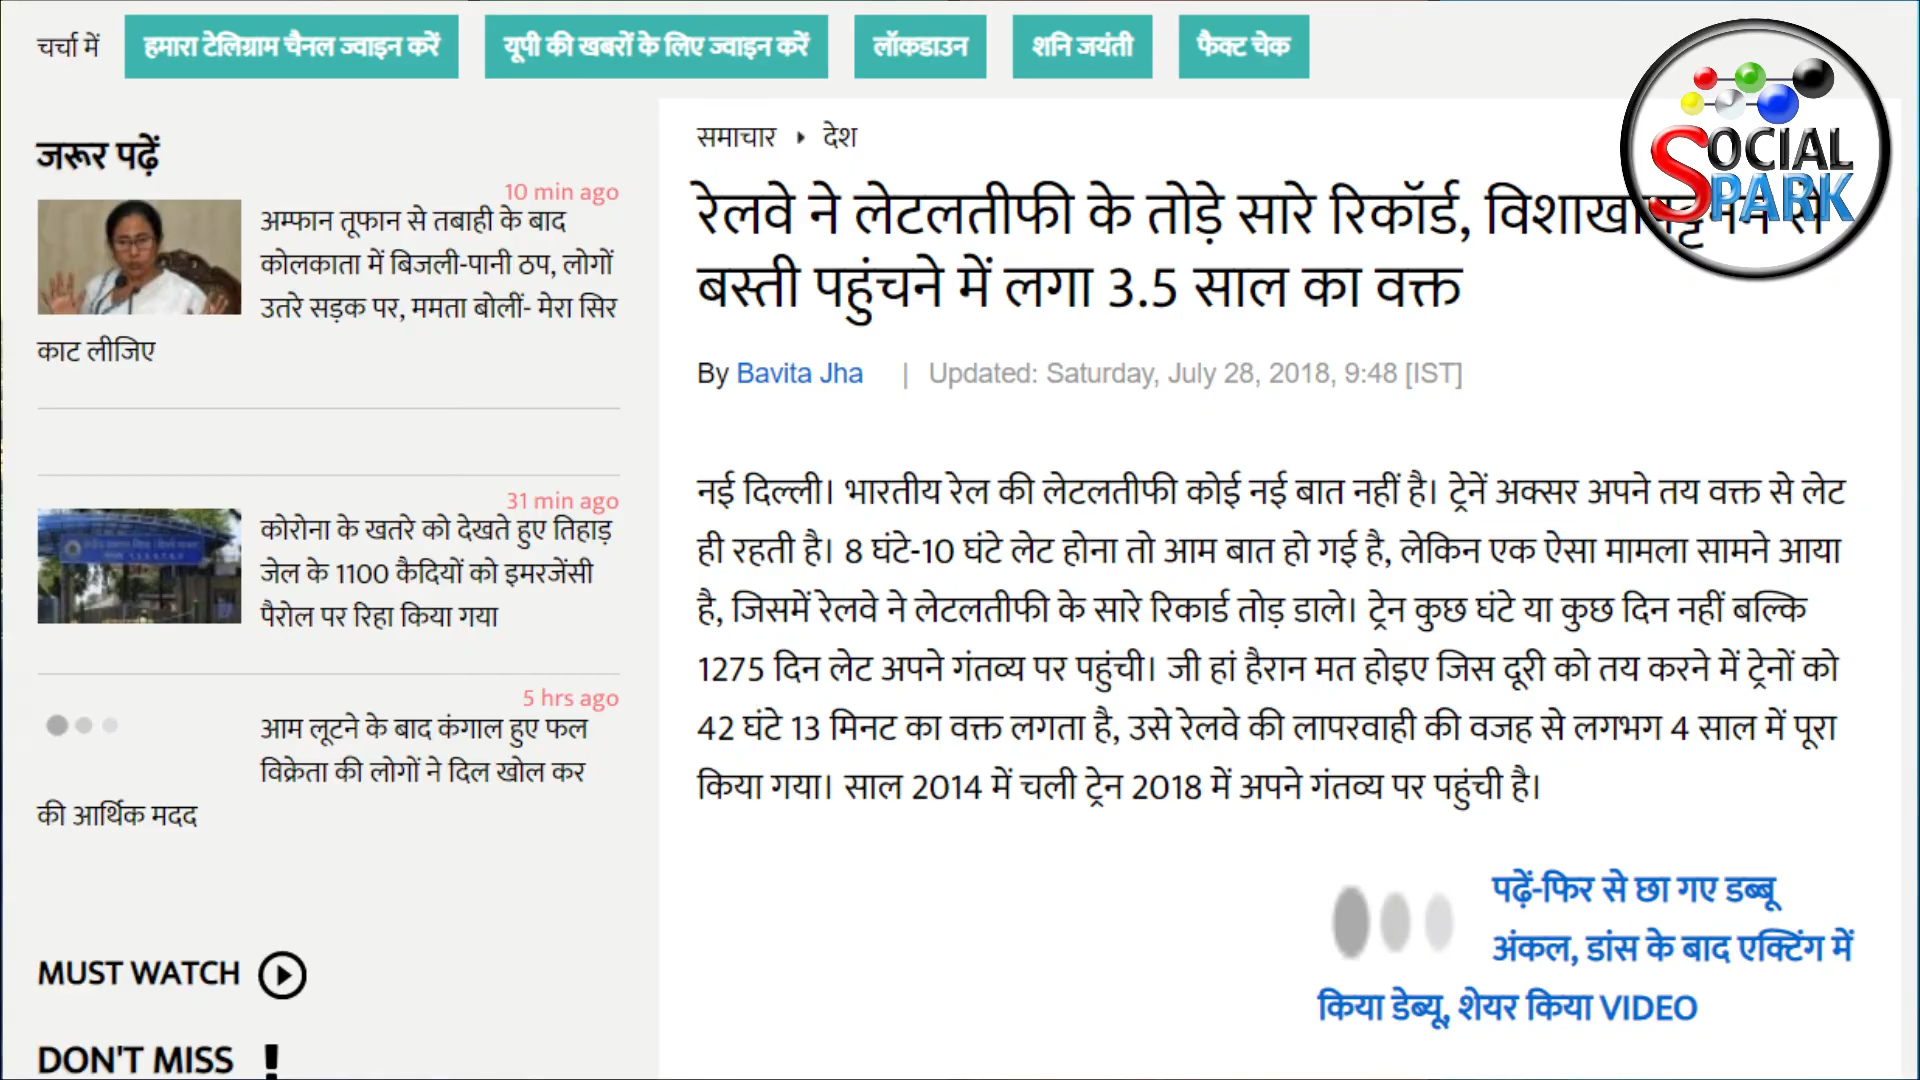 चर्चा में हमारा टेलिग्राम चैनल ज्वाइन करें यूपी की खबरों के लिए ज्वाइन करें लॉकडाउन शनि जयंती फैक्ट चेक
जरूर पढ़ें
10 min ago
अम्फान तूफान से तबाही के बाद
कोलकाता में बिजली-पानी ठप, लोगों
उतरे सड़क पर, ममता बोलीं- मेरा सिर
काट लीजिए
31 min ago
कोरोना के खतरे को देखते हुए तिहाड़
जेल के 1100 कैदियों को इमरजेंसी
पैरोल पर रिहा किया गया
5 hrs ago
आम लूटने के बाद कंगाल हुए फल
विक्रेता की लोगों ने दिल खोल कर
की आर्थिक मदद
MUST WATCH
DON'T MISS !
समाचार देश
रेलवे ने लेटलतीफी के तोड़े सारे रिकॉर्ड, से
बस्ती पहुंचने में लगा 3.5 साल का वक्त
By Bavita Jha | Updated: Saturday, July 28, 2018, 9:48 [IST]
नई दिल्ली। भारतीय रेल की लेटलतीफी कोई नई बात नहीं है। ट्रेनें अक्सर अपने तय वक्त से लेट
ही रहती है। 8 घंटे-10 घंटे लेट होना तो आम बात हो गई है, लेकिन एक ऐसा मामला सामने आया
है, जिसमें रेलवे ने लेटलतीफी के सारे रिकार्ड तोड़ डाले। ट्रेन कुछ घंटे या कुछ दिन नहीं बल्कि
1275 दिन लेट अपने गंतव्य पर पहुंची। जी हां हैरान मत होइए जिस दूरी को तय करने में ट्रेनों को
42 घंटे 13 मिनट का वक्त लगता है, उसे रेलवे की लापरवाही की वजह से लगभग 4 साल में पूरा
किया गया। साल 2014 में चली ट्रेन 2018 में अपने गंतव्य पर पहुंची है।
पढ़ें-फिर से छा गए डब्बू
अंकल, डांस के बाद एक्टिंग में
किया डेब्यू, शेयर किया VIDEO
SOCIAL
SPARK